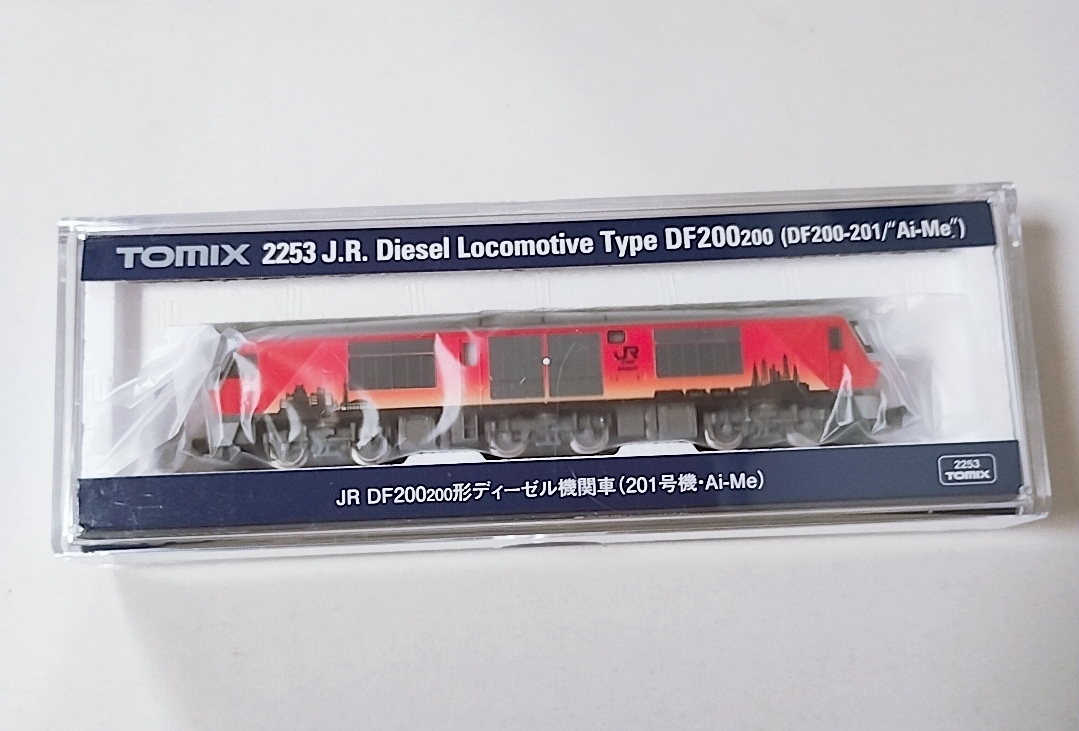 TOMIX 2253 J.R. Diesel Locomotive Type DF200200 (DF200-201/"Ai-Me")
JR
JR DF200200形ディーゼル機関車(201号機・Ai-Me)
2253
TOMIX